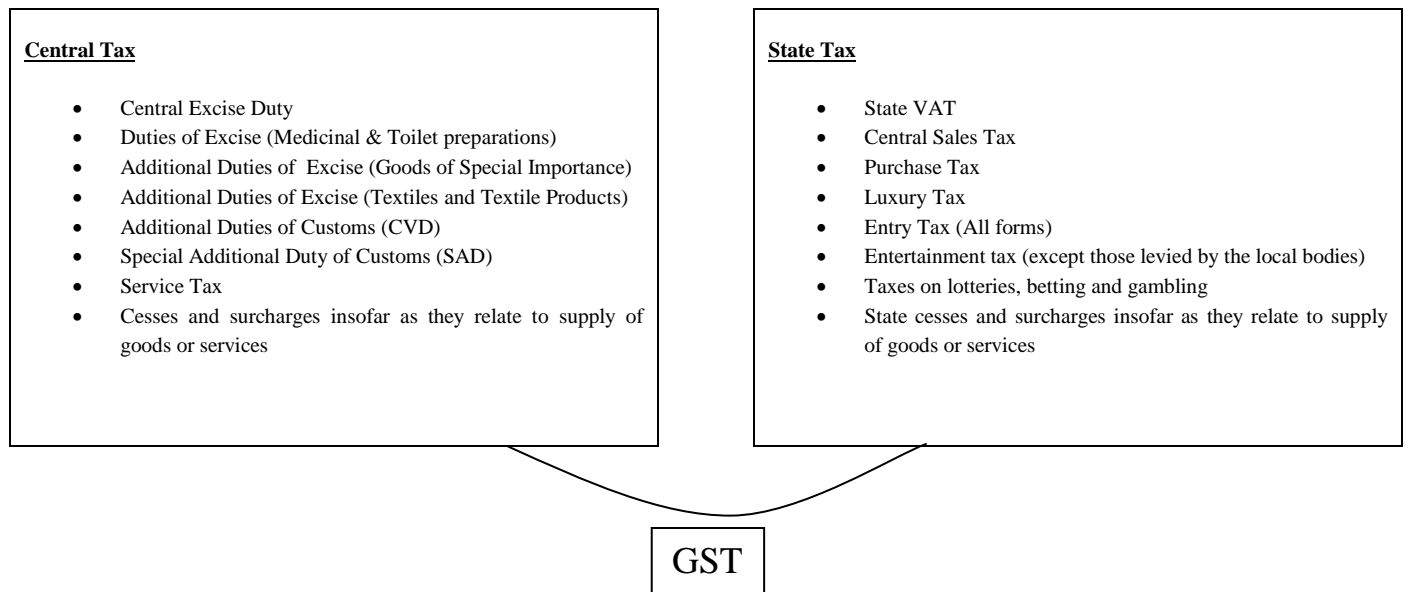 Central Tax
• Central Excise Duty
• Duties of Excise (Medicinal & Toilet preparations)
• Additional Duties of Excise (Goods of Special Importance)
• Additional Duties of Excise (Textiles and Textile Products)
• Additional Duties of Customs (CVD)
• Special Additional Duty of Customs (SAD)
• Service Tax
• Cesses and surcharges insofar as they relate to supply of
goods or services
State Tax
• State VAT
• Central Sales Tax
• Purchase Tax
• Luxury Tax
• Entry Tax (All forms)
• Entertainment tax (except those levied by the local bodies)
• Taxes on lotteries, betting and gambling
• State cesses and surcharges insofar as they relate to supply
of goods or services
GST